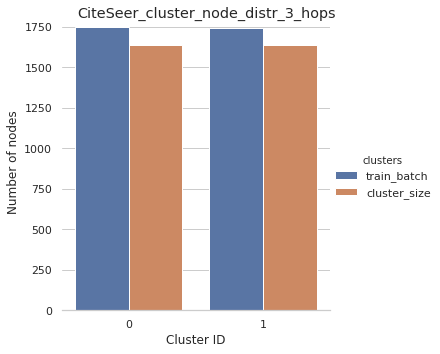 CiteSeer_cluster_node_distr_3_hops
Number of nodes
1750
1500
1250
1000
750
500
250
0
0 1
Cluster ID
clusters
train_batch
cluster_size